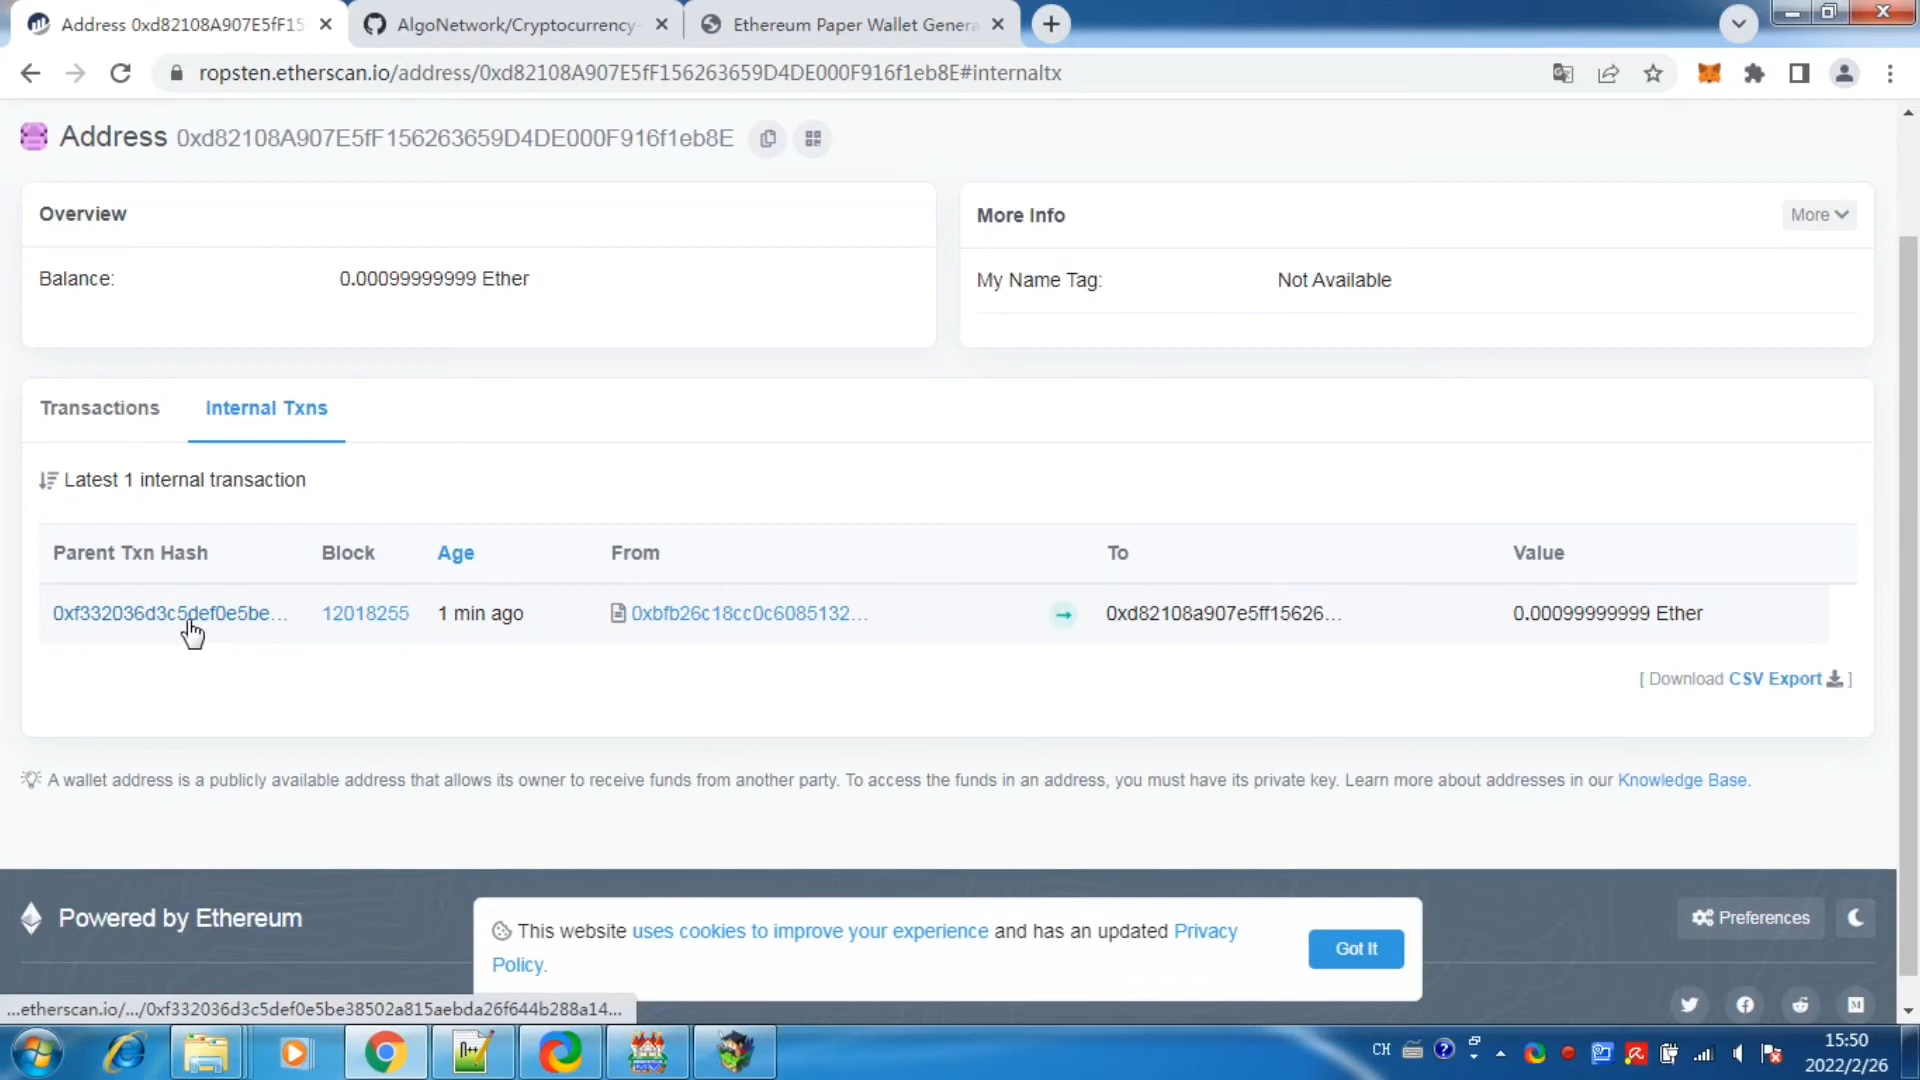 Address 0xd82108A907E5fF15
AlgoNetwork/Cryptocurrency-
Ethereum Paper Wallet Genera
ropsten.etherscan.io/address/0xd82108A907E5fF156263659D4DE000F916f1eb8E#internaltx
Address 0xd82108A907E5fF156263659D4DE000F916f1eb8E
Overview
More Info
More
Balance:
0.00099999999 Ether
My Name Tag:
Not Available
Transactions
Internal Txns
Latest 1 internal transaction
Parent Txn Hash Block Age From To Value
0xf332036d3c5def0e5be... 12018255 1 min ago 0xbfb26c18cc0c6085132... 0xd82108a907e5ff15626... 0.00099999999 Ether
[ Download CSV Export ]
A wallet address is a publicly available address that allows its owner to receive funds from another party. To access the funds in an address, you must have its private key. Learn more about addresses in our Knowledge Base.
Powered by Ethereum
This website uses cookies to improve your experience and has an updated Privacy
Policy.
Got It
Preferences
...etherscan.io/.../0xf332036d3c5def0e5be38502a815aebda26f644b288a14...
CH
15:50
2022/2/26